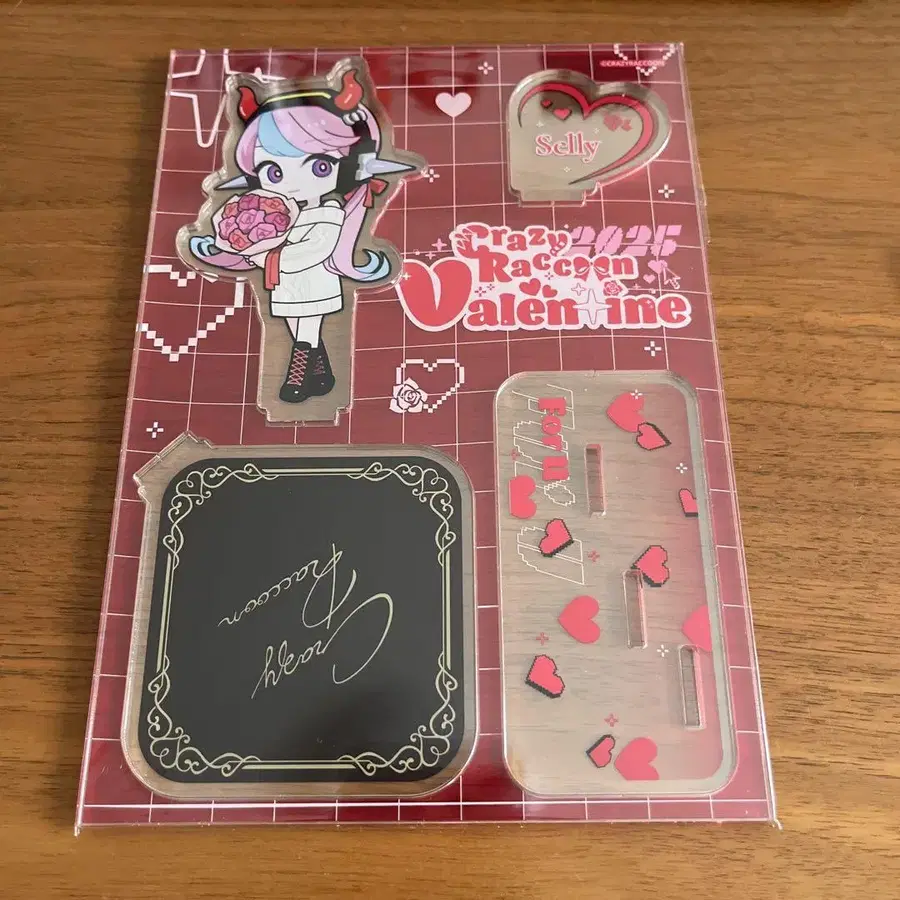 ©CRAZYRACCOON
Selly
Crazy 2025
Raccoon
Valentine
For U
Crazy
Raccoon